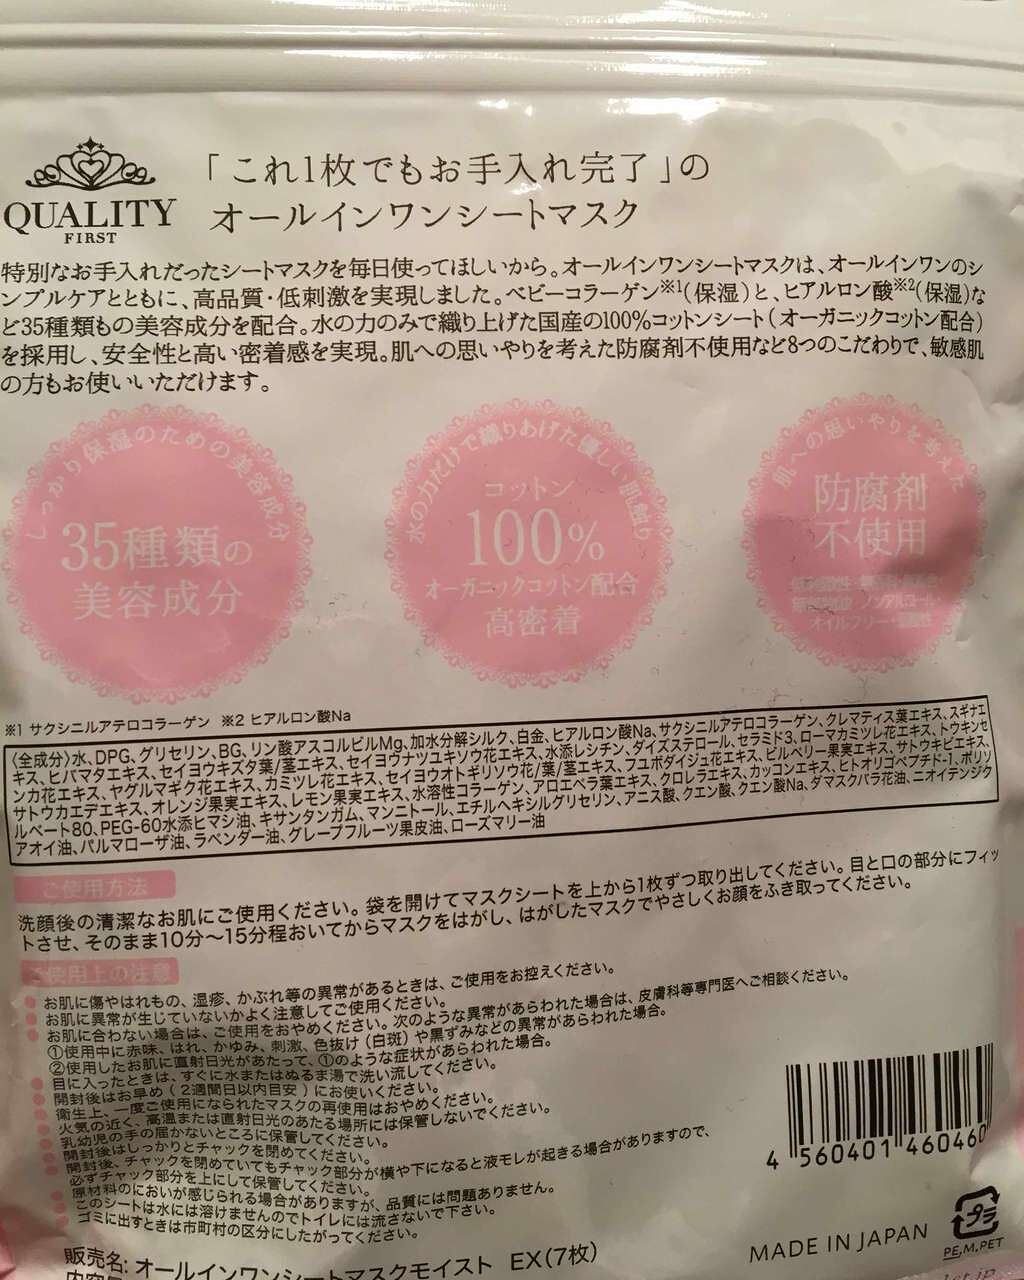 「これ1枚でもお手入れ完了」の
オールインワンシートマスク
QUALITY
FIRST
特別なお手入れだったシートマスクを毎日使ってほしいから。オールインワンシートマスクは、オールインワンのシ
ンプルケアとともに、高品質・低刺激を実現しました。ベビーコラーゲン※1(保湿)と、ヒアルロン酸※2(保湿)な
ど35種類もの美容成分を配合。水の力のみで織り上げた国産の100%コットンシート(オーガニックコットン配合)
を採用し、安全性と高い密着感を実現。肌への思いやりを考えた防腐剤不使用など8つのこだわりで、敏感肌
の方もお使いいただけます。
しっかり保湿のための美容成分
35種類の
美容成分
水の力だけで織りあげた優しい肌触り
コットン
100%
オーガニックコットン配合
高密着
肌への思いやりを考えた
防腐剤
不使用
ノンアルコール
オイルフリー
※1 サクシニルアテロコラーゲン ※2 ヒアルロン酸Na
〈全成分〉水、DPG、グリセリン、BG、リン酸アスコルビルMg、加水分解シルク、白金、ヒアルロン酸Na、サクシニルアテロコラーゲン、クレマティス葉エキス、スギナエ
キス、ヒバマタエキス、セイヨウキズタ葉/茎エキス、セイヨウナツユキソウ花エキス、水添レシチン、ダイズステロール、セラミド3、ローマカミツレ花エキス、トウキンセ
ンカ花エキス、ヤグルマギク花エキス、カミツレ花エキス、セイヨウオトギリソウ花/葉/茎エキス、フユボダイジュ花エキス、ビルベリー果実エキス、サトウキビエキス、
サトウカエデエキス、オレンジ果実エキス、レモン果実エキス、水溶性コラーゲン、アロエベラ葉エキス、クロレラエキス、カッコンエキス、ヒトオリゴペプチド-1、ポリソ
ルベート80、PEG-60水添ヒマシ油、キサンタンガム、マンニトール、エチルヘキシルグリセリン、アニス酸、クエン酸、クエン酸Na、ダマスクバラ花油、ニオイテンジク
アオイ油、パルマローザ油、ラベンダー油、グレープフルーツ果皮油、ローズマリー油
ご使用方法
洗顔後の清潔なお肌にご使用ください。袋を開けてマスクシートを上から1枚ずつ取り出してください。目と口の部分にフィッ
トさせ、そのまま10分〜15分程おいてからマスクをはがし、はがしたマスクでやさしくお顔をふき取ってください。
ご使用上の注意
お肌に傷やはれもの、湿疹、かぶれ等の異常があるときは、ご使用をお控えください。
お肌に異常が生じていないかよく注意してご使用ください。
お肌に合わない場合は、ご使用をおやめください。次のような異常があらわれた場合は、皮膚科等専門医へご相談ください。
①使用中に赤味、はれ、かゆみ、刺激、色抜け(白斑)や黒ずみなどの異常があらわれた場合。
②使用したお肌に直射日光があたって、①のような症状があらわれた場合。
目に入ったときは、すぐに水またはぬるま湯で洗い流してください。
開封後はお早め(2週間日以内目安)にお使いください。
衛生上、一度ご使用になられたマスクの再使用はおやめください。
火気の近く、高温または直射日光のあたる場所には保管しないでください。
乳幼児の手の届かないところに保管してください。
開封後はしっかりとチャックを閉めてください。
開封後、チャックを閉めていてもチャック部分が横や下になると液モレが起きる場合がありますので、
必ずチャック部分を上にして保管してください。
原材料のにおいが感じられる場合がありますが、品質には問題ありません。
このシートは水には溶けませんのでトイレには流さないで下さい。
ゴミに出すときは市町村の区分にしたがってください。
4 560401 460460
販売名: オールインワンシートマスクモイスト EX(7枚)
MADE IN JAPAN
プラ
PE,M,PET